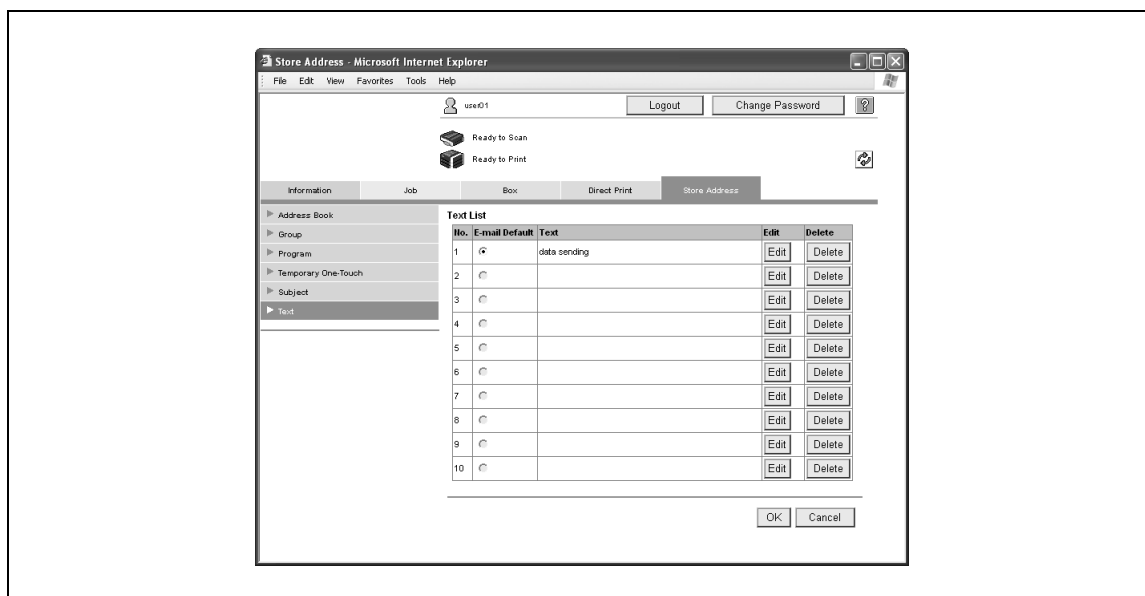 Store Address - Microsoft Internet Explorer
File Edit View Favorites Tools Help
user01 Logout Change Password ?
Ready to Scan
Ready to Print
Information Job Box Direct Print Store Address
Address Book
Group
Program
Temporary One-Touch
Subject
Text
Text List
No. E-mail Default Text Edit Delete
1 data sending Edit Delete
2 Edit Delete
3 Edit Delete
4 Edit Delete
5 Edit Delete
6 Edit Delete
7 Edit Delete
8 Edit Delete
9 Edit Delete
10 Edit Delete
OK Cancel